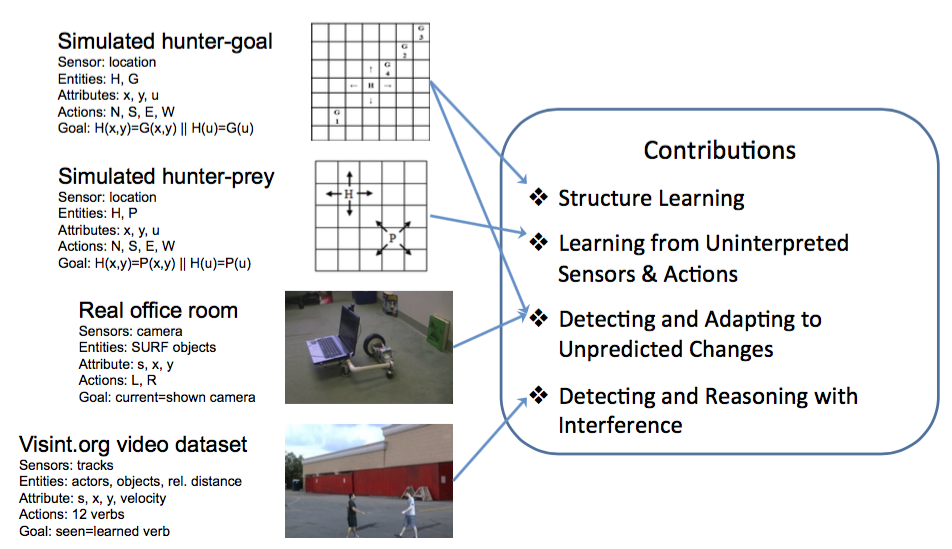 Simulated hunter-goal
Sensor: location
Entities: H, G
Attributes: x, y, u
Actions: N, S, E, W
Goal: H(x,y)=G(x,y) || H(u)=G(u)
G
3
G
2
G
4
↑
← H →
↓
G
1
Simulated hunter-prey
Sensor: location
Entities: H, P
Attributes: x, y, u
Actions: N, S, E, W
Goal: H(x,y)=P(x,y) || H(u)=P(u)
H
P
Real office room
Sensors: camera
Entities: SURF objects
Attribute: s, x, y
Actions: L, R
Goal: current=shown camera
Visint.org video dataset
Sensors: tracks
Entities: actors, objects, rel. distance
Attribute: s, x, y, velocity
Actions: 12 verbs
Goal: seen=learned verb
Contributions
❖ Structure Learning
❖ Learning from Uninterpreted
Sensors & Actions
❖ Detecting and Adapting to
Unpredicted Changes
❖ Detecting and Reasoning with
Interference